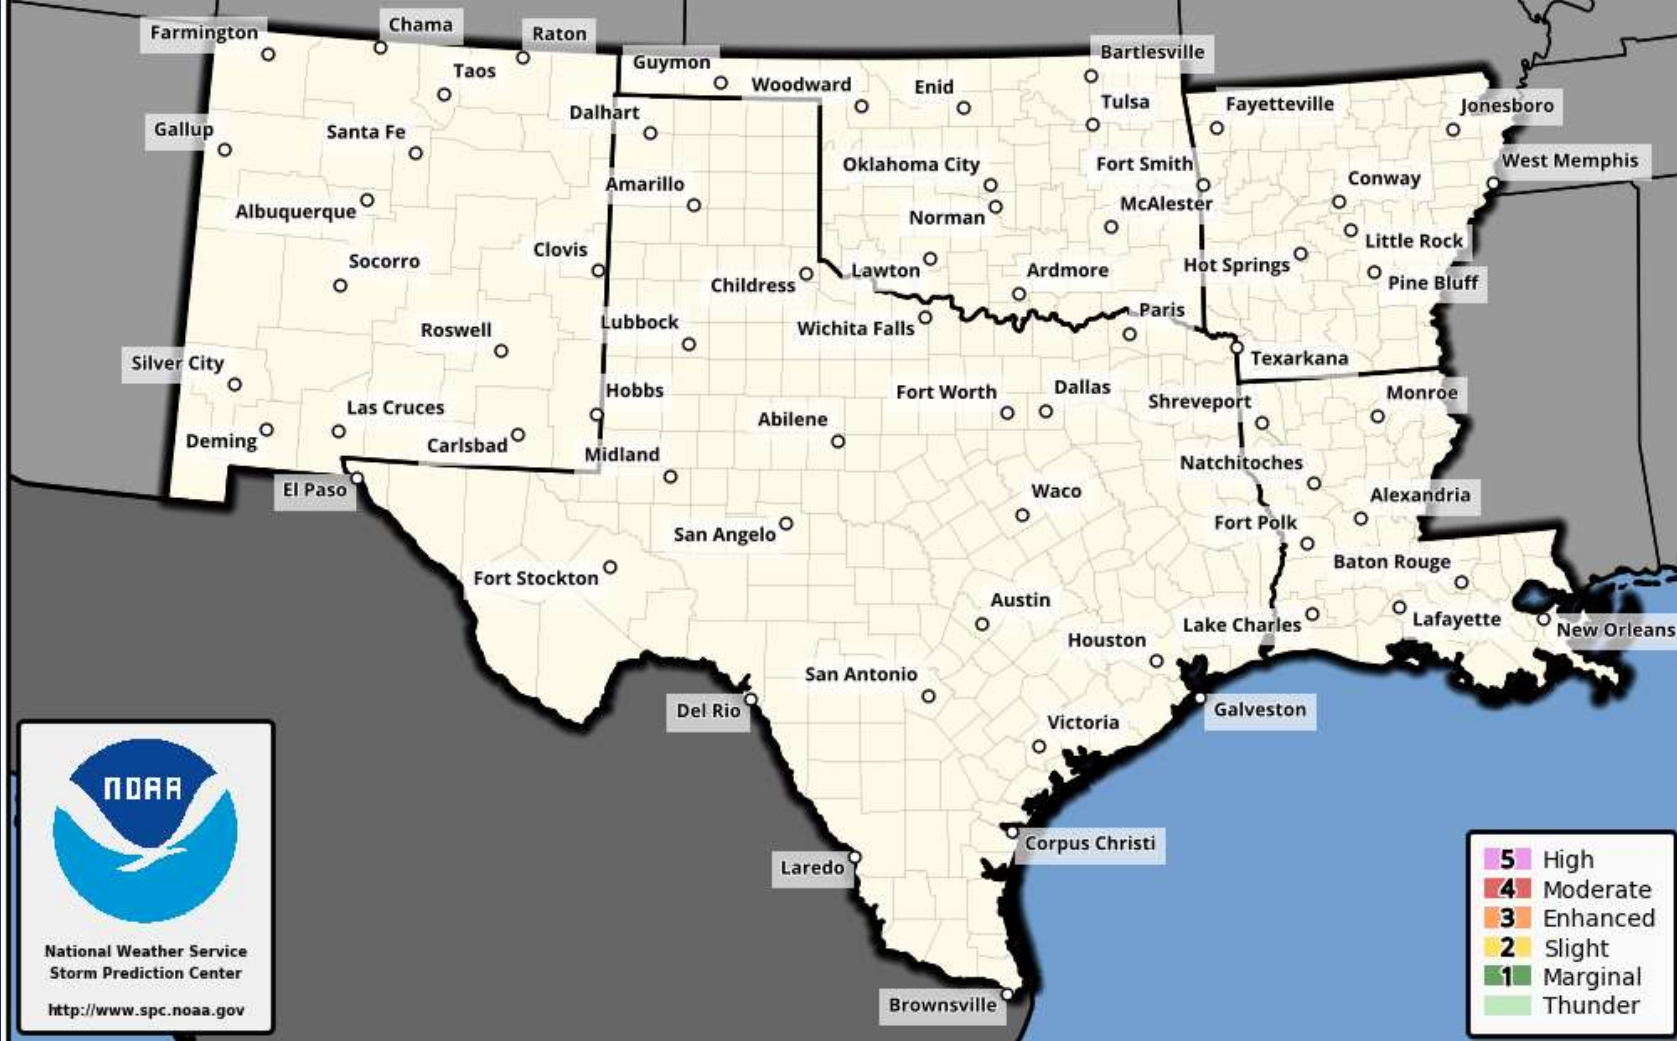 Farmington
Chama
Raton
Taos
Guymon
Woodward
Enid
Bartlesville
Tulsa
Dalhart
Fayetteville
Jonesboro
Gallup
Santa Fe
Oklahoma City
Fort Smith
West Memphis
Amarillo
Conway
Albuquerque
Norman
McAlester
Clovis
Little Rock
Socorro
Childress
Lawton
Ardmore
Hot Springs
Pine Bluff
Roswell
Lubbock
Wichita Falls
Paris
Texarkana
Silver City
Las Cruces
Hobbs
Fort Worth
Dallas
Shreveport
Monroe
Deming
Carlsbad
Abilene
Midland
Natchitoches
El Paso
Waco
Alexandria
San Angelo
Fort Polk
Fort Stockton
Baton Rouge
Austin
Lake Charles
Lafayette
New Orleans
Houston
San Antonio
Del Rio
Victoria
Galveston
Corpus Christi
Laredo
Brownsville
NOAA
National Weather Service
Storm Prediction Center
http://www.spc.noaa.gov
5 High
4 Moderate
3 Enhanced
2 Slight
1 Marginal
Thunder